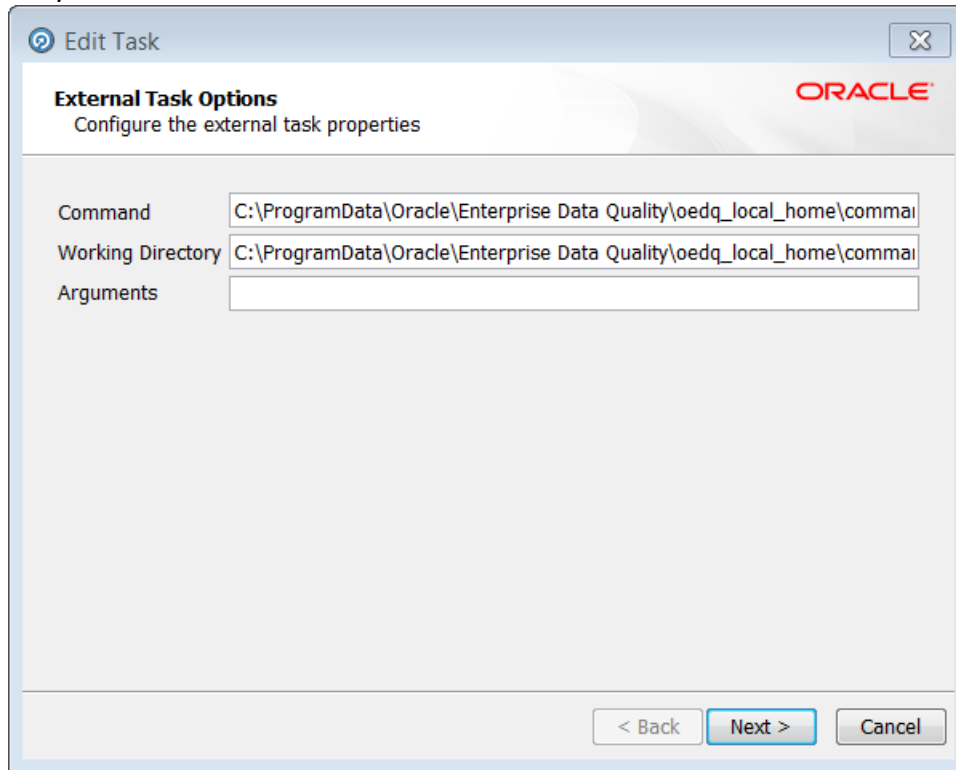 Edit Task
External Task Options
ORACLE
Configure the external task properties
Command C:\ProgramData\Oracle\Enterprise Data Quality\oedq_local_home\comma
Working Directory C:\ProgramData\Oracle\Enterprise Data Quality\oedq_local_home\comma
Arguments
< Back Next > Cancel